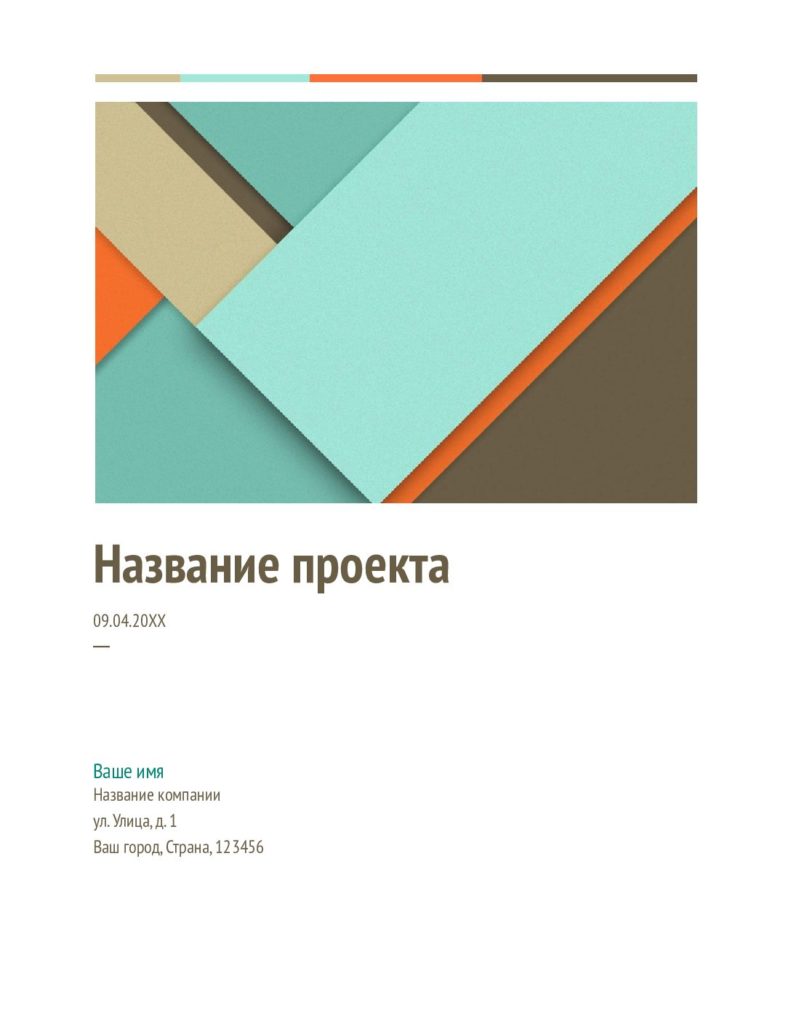 Название проекта
09.04.20XX
—
Ваше имя
Название компании
ул. Улица, д. 1
Ваш город, Страна, 123456